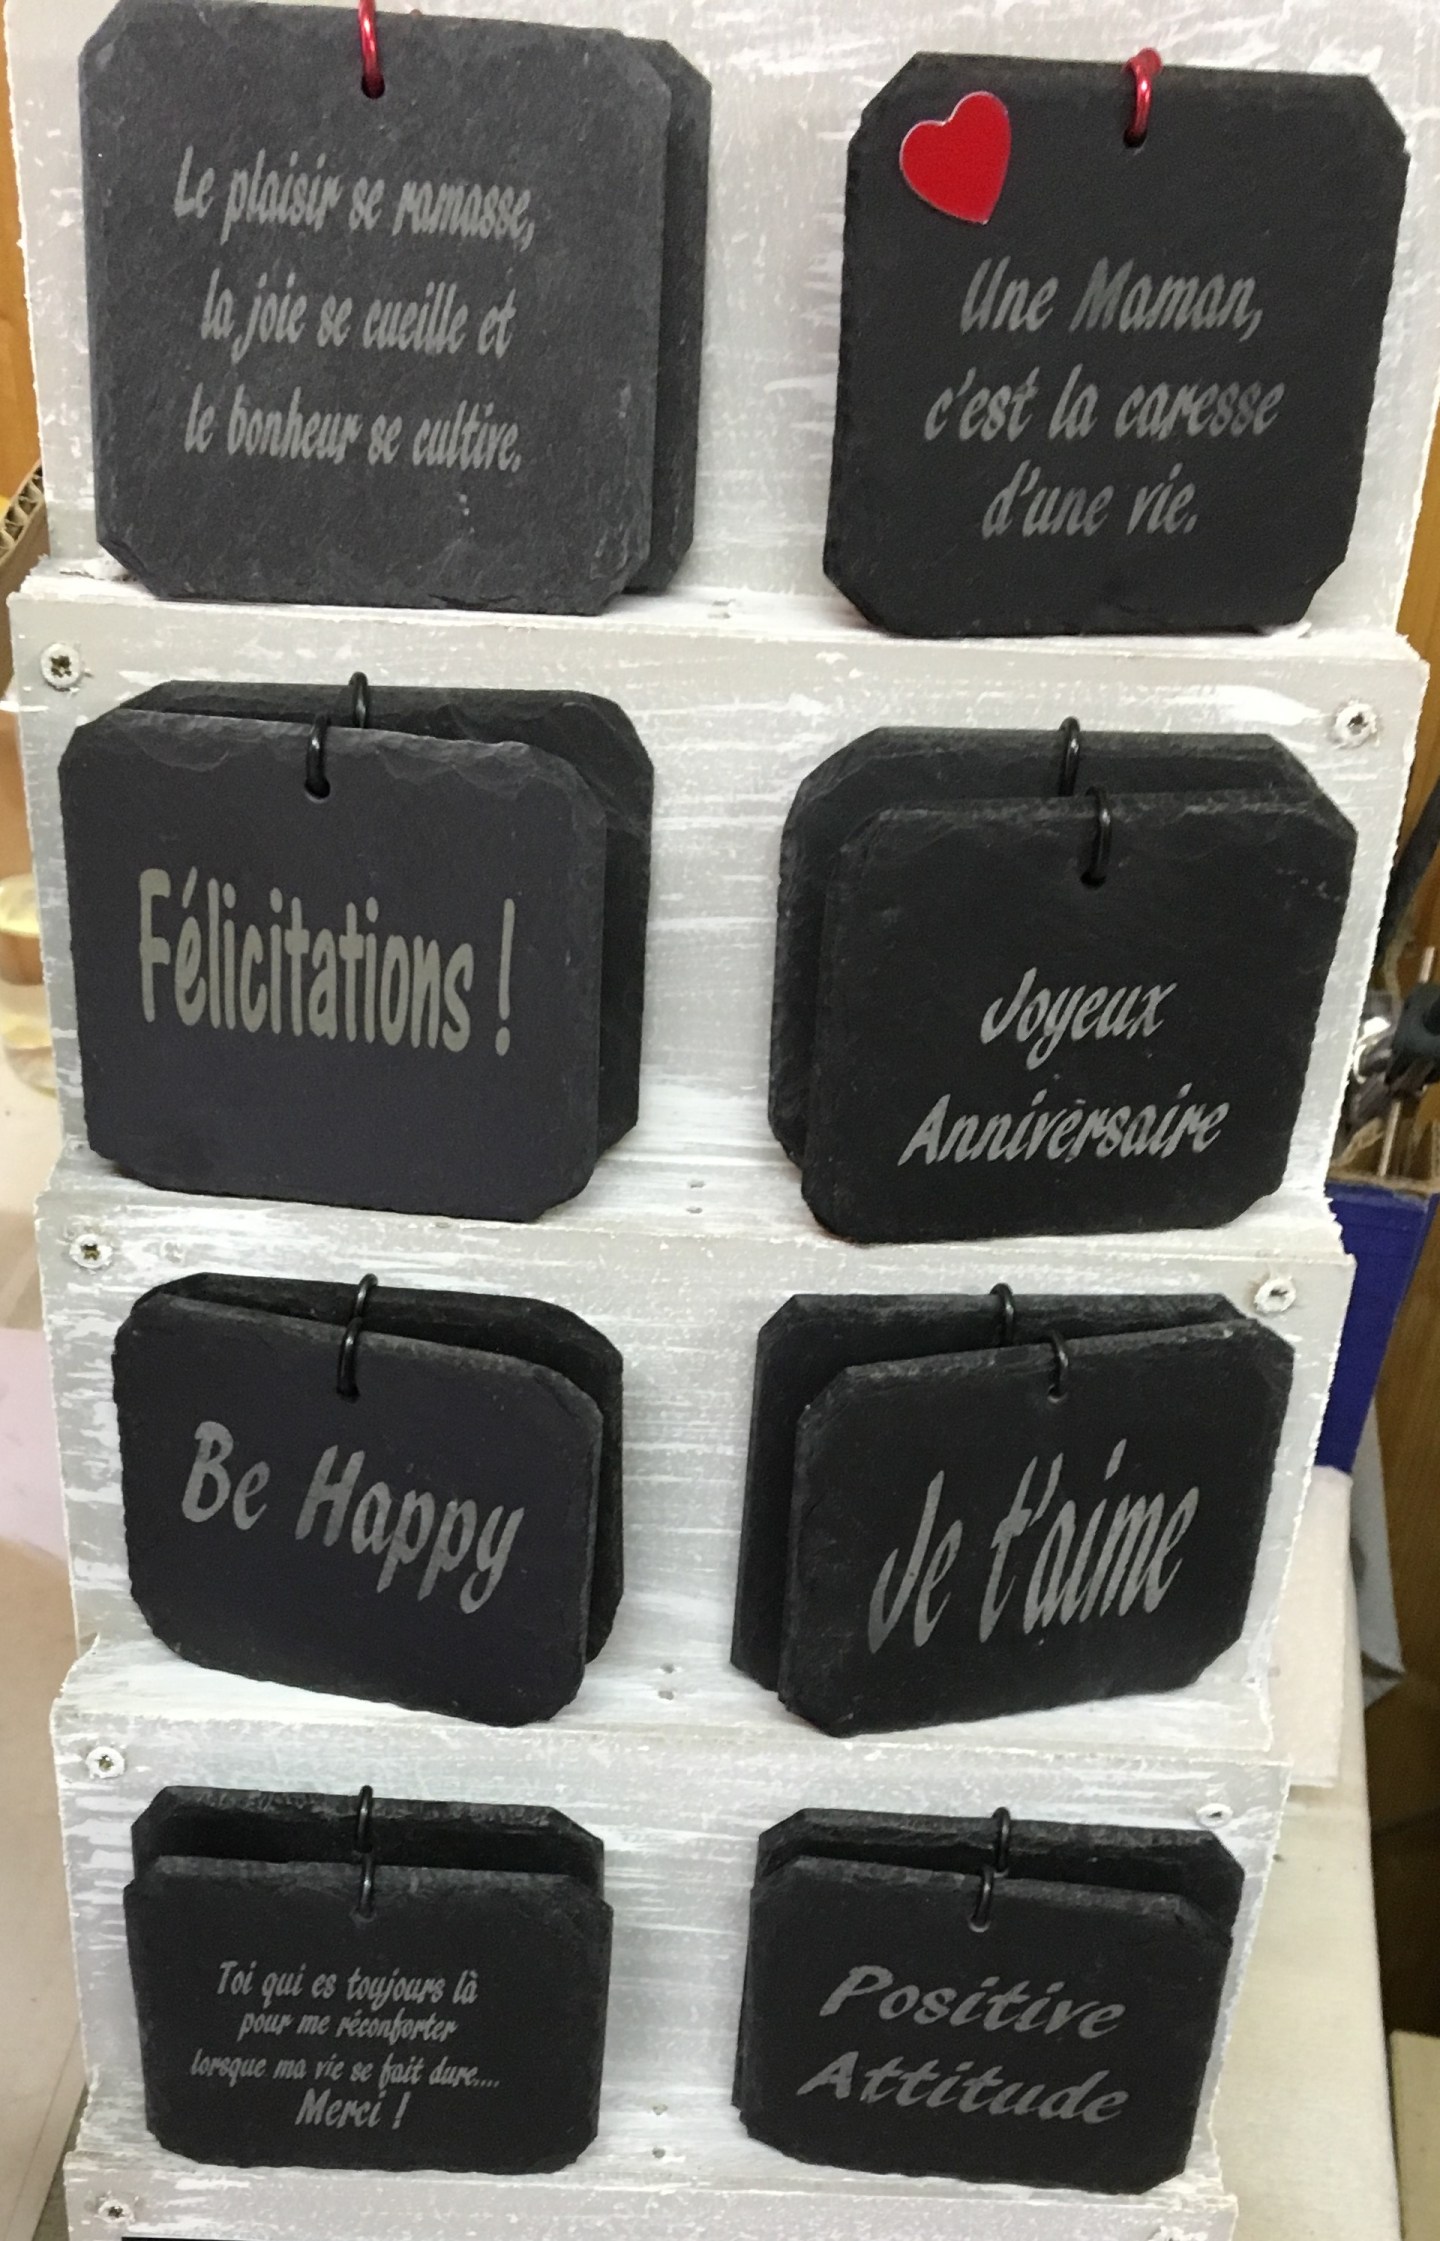 Le plaisir se ramasse,
la joie se cueille et
le bonheur se cultive.
Une Maman,
c'est la caresse
d'une vie.
Félicitations !
Joyeux
Anniversaire
Be Happy
Je t'aime
Toi qui es toujours là
pour me réconforter
lorsque ma vie se fait dure....
Merci !
Positive
Attitude